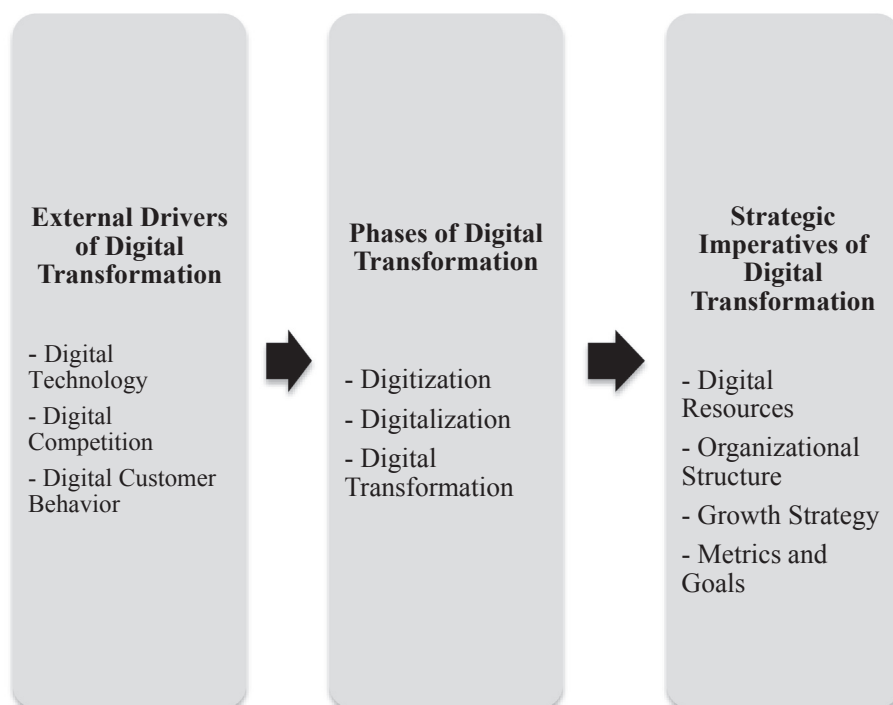 External Drivers
of Digital
Transformation
- Digital
Technology
- Digital
Competition
- Digital Customer
Behavior
Phases of Digital
Transformation
- Digitization
- Digitalization
- Digital
Transformation
Strategic
Imperatives of
Digital
Transformation
- Digital
Resources
- Organizational
Structure
- Growth Strategy
- Metrics and
Goals